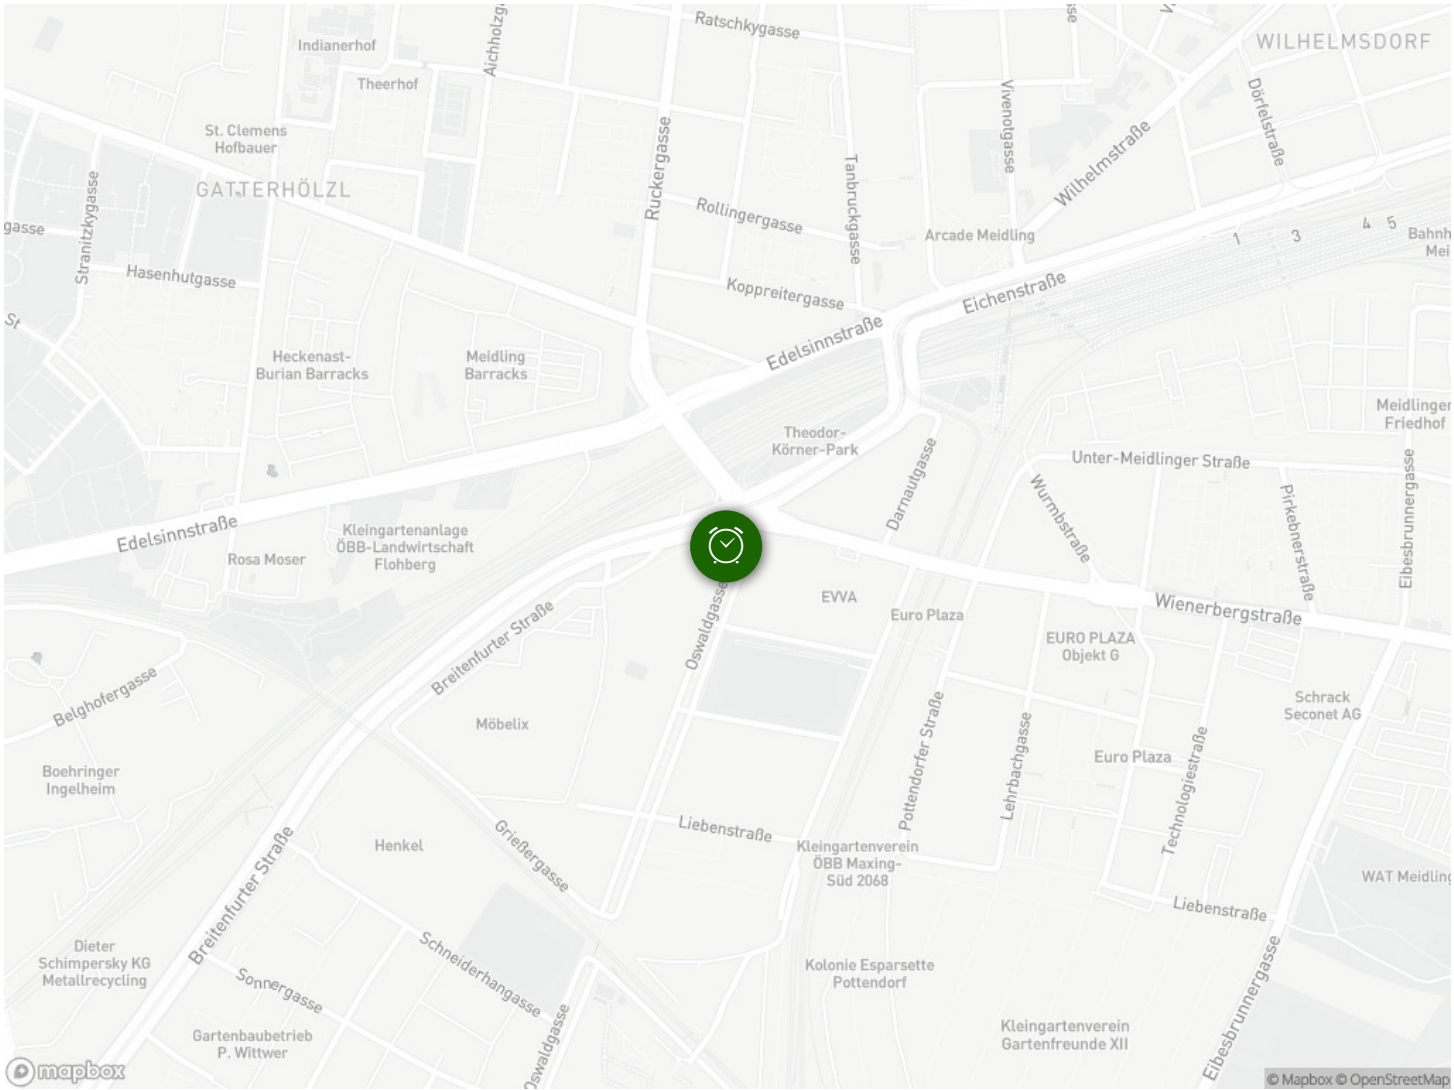 Ratschkygasse
WILHELMSDORF
Indianerhof
Aichholzg
sse
Theerhof
Vivenotgasse
Dörfelstraße
St. Clemens
Hofbauer
Ruckergasse
Wilhelmstraße
GATTERHÖLZL
Tanbruckgasse
Stranitzkygasse
Rollingergasse
gasse
Arcade Meidling
1
3
4
5
Bahnh
Mei
Hasenhutgasse
Koppreitergasse
Eichenstraße
St
Edelsinnstraße
Heckenast-
Burian Barracks
Meidling
Barracks
Meidlinger
Friedhof
Theodor-
Körner-Park
Unter-Meidlinger Straße
Darnautgasse
Wurmbstraße
Pirkebnerstraße
Eibesbrunnergasse
Edelsinnstraße
Kleingartenanlage
ÖBB-Landwirtschaft
Flohberg
Rosa Moser
EVVA
Euro Plaza
Wienerbergstraße
Breitenfurter Straße
Oswaldgasse
EURO PLAZA
Objekt G
Belghofergasse
Schrack
Seconet AG
Möbelix
Pottendorfer Straße
Lehrbachgasse
Euro Plaza
Technologiestraße
Boehringer
Ingelheim
Liebenstraße
Henkel
Grießergasse
Kleingartenverein
ÖBB Maxing-
Süd 2068
WAT Meidling
Breitenfurter Straße
Liebenstraße
Dieter
Schimpersky KG
Metallrecycling
Schneiderhangasse
Kolonie Esparsette
Pottendorf
Sonnergasse
Eibesbrunnergasse
Gartenbaubetrieb
P. Wittwer
Oswaldgasse
Kleingartenverein
Gartenfreunde XII
mapbox
© Mapbox © OpenStreetMap